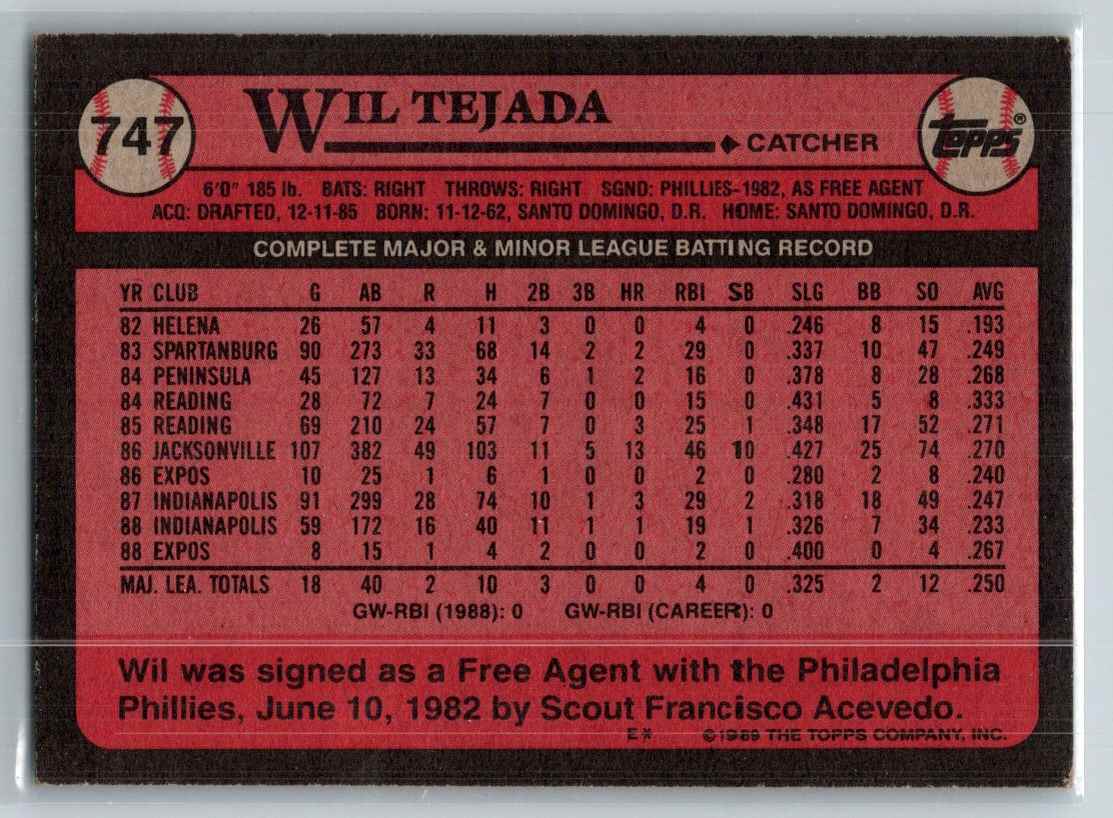 747 WIL TEJADA TOPPS®
CATCHER
6'0" 185 lb. BATS: RIGHT THROWS: RIGHT SGND: PHILLIES-1982, AS FREE AGENT
ACQ: DRAFTED, 12-11-85 BORN: 11-12-62, SANTO DOMINGO, D.R. HOME: SANTO DOMINGO, D.R.
COMPLETE MAJOR & MINOR LEAGUE BATTING RECORD
YR CLUB G AB R H 2B 3B HR RBI SB SLG BB SO AVG
82 HELENA 26 57 4 11 3 0 0 4 0 .246 8 15 .193
83 SPARTANBURG 90 273 33 68 14 2 2 29 0 .337 10 47 .249
84 PENINSULA 45 127 13 34 6 1 2 16 0 .378 8 28 .268
84 READING 28 72 7 24 7 0 0 15 0 .431 5 8 .333
85 READING 69 210 24 57 7 0 3 25 1 .348 17 52 .271
86 JACKSONVILLE 107 382 49 103 11 5 13 46 10 .427 25 74 .270
86 EXPOS 10 25 1 6 1 0 0 2 0 .280 2 8 .240
87 INDIANAPOLIS 91 299 28 74 10 1 3 29 2 .318 18 49 .247
88 INDIANAPOLIS 59 172 16 40 11 1 1 19 1 .326 7 34 .233
88 EXPOS 8 15 1 4 2 0 0 2 0 .400 0 4 .267
MAJ. LEA. TOTALS 18 40 2 10 3 0 0 4 0 .325 2 12 .250
GW-RBI (1988): 0 GW-RBI (CAREER): 0
Wil was signed as a Free Agent with the Philadelphia
Phillies, June 10, 1982 by Scout Francisco Acevedo.
E* ©1989 THE TOPPS COMPANY, INC.